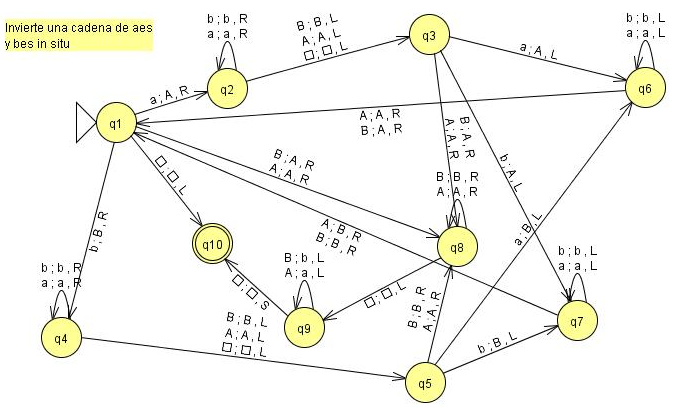 Invierte una cadena de aes
y bes in situ
b ; b , R
a ; a , R
q2
a ; A , R
B ; B , L
A ; A , L
□ ; □ , L
q3
a ; A , L
b ; b , L
a ; a , L
q6
q1
A ; A , R
B ; A , R
B ; A , R
A ; A , R
b ; A , L
□ ; □ , L
B ; A , R
A ; A , R
B ; B , R
A ; A , R
q8
b ; B , R
q10
A ; B , R
B ; B , R
a ; B , L
b ; b , L
a ; a , L
q7
B ; b , L
A ; a , L
q9
□ ; □ , S
□ ; □ , L
b ; b , R
a ; a , R
q4
B ; B , L
A ; A , L
□ ; □ , L
B ; B , R
A ; A , R
b ; B , L
q5